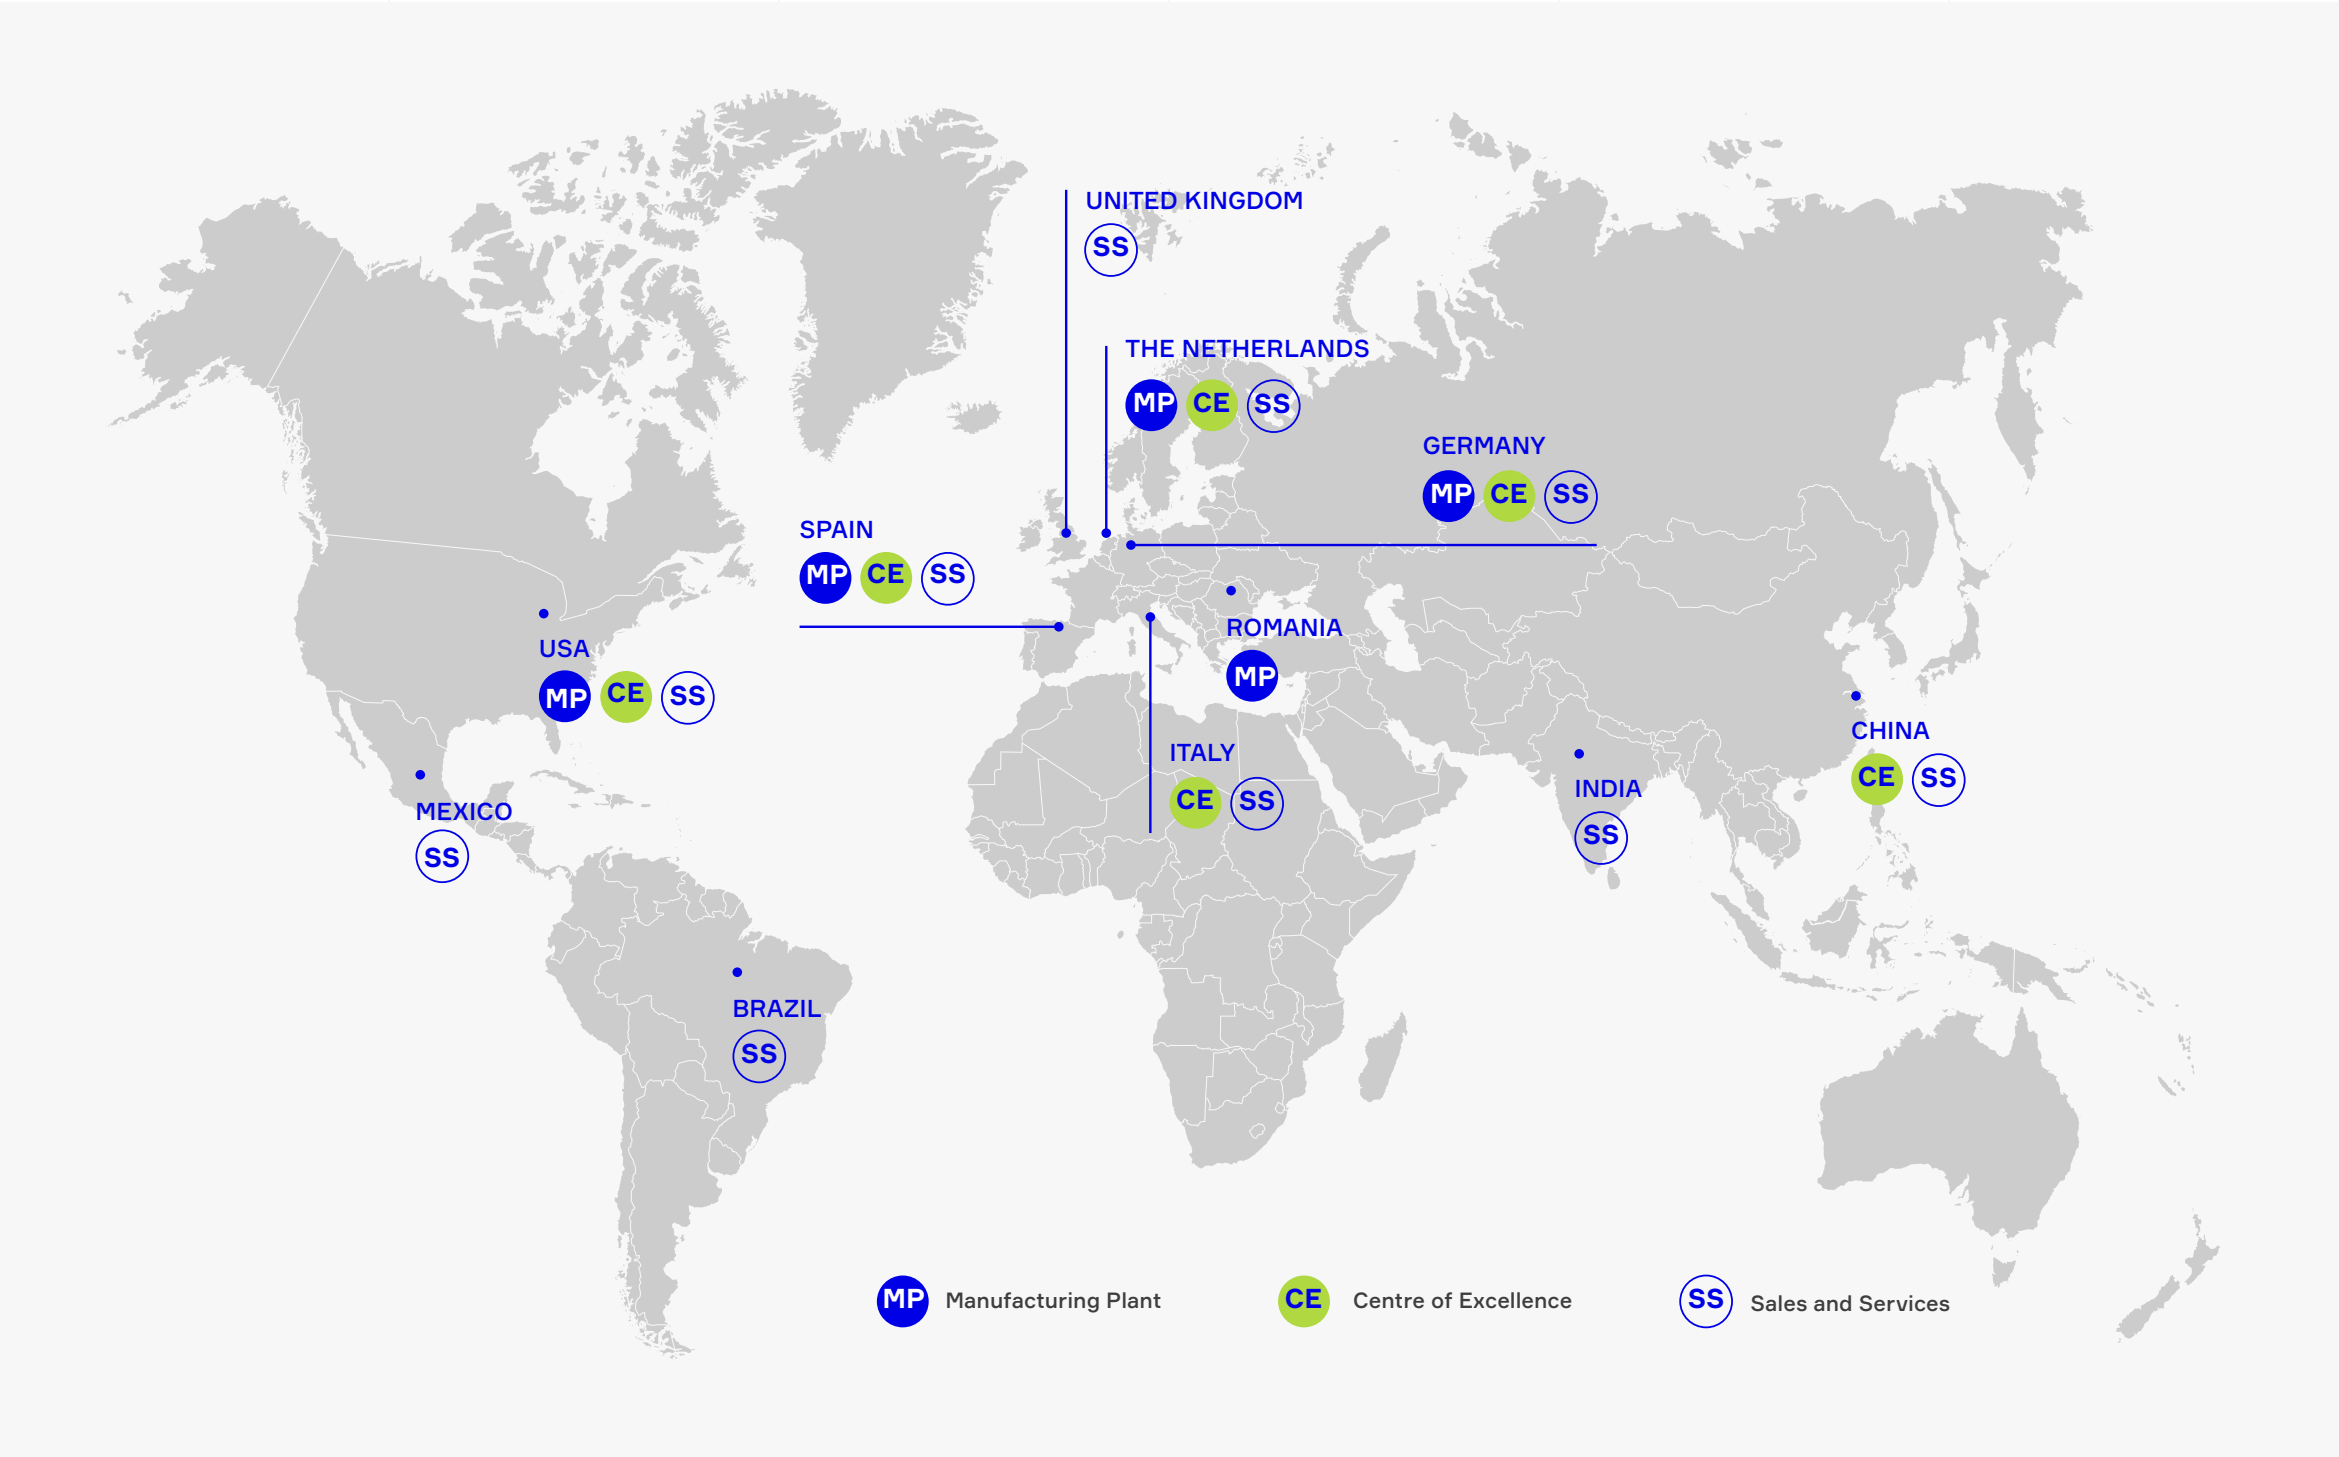 UNITED KINGDOM
SS
THE NETHERLANDS
MP CE SS
GERMANY
MP CE SS
SPAIN
MP CE SS
ROMANIA
MP
USA
MP CE SS
CHINA
CE SS
ITALY
CE SS
INDIA
SS
MEXICO
SS
BRAZIL
SS
MP Manufacturing Plant
CE Centre of Excellence
SS Sales and Services